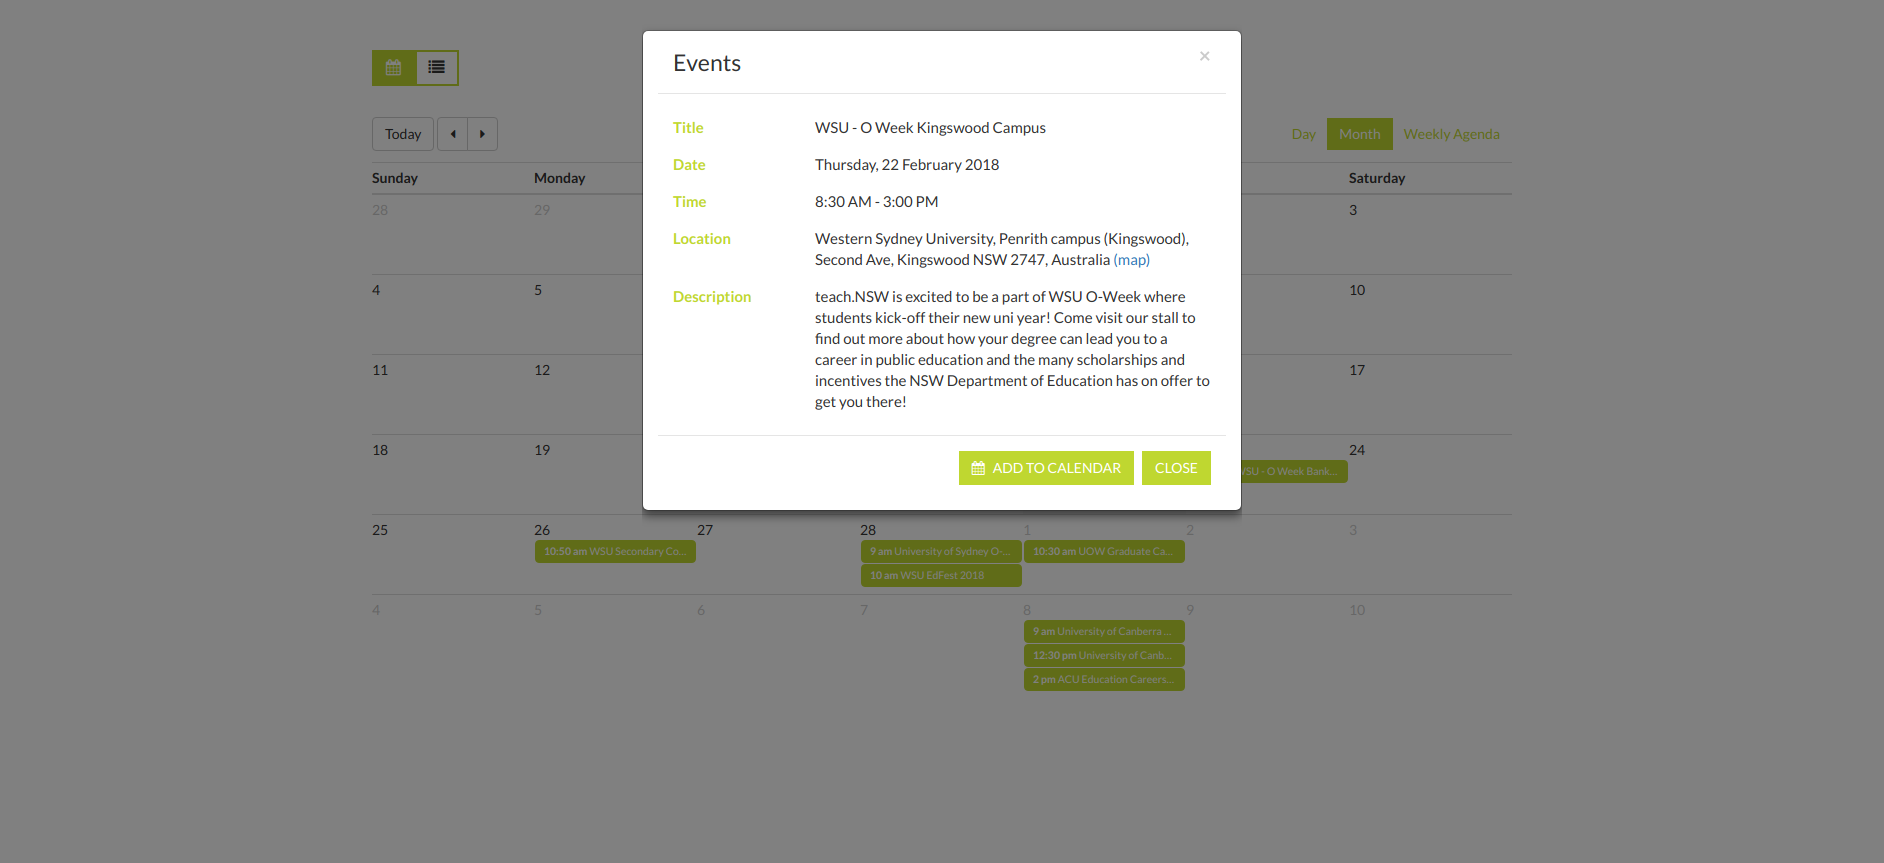 Events ×
Title WSU - O Week Kingswood Campus
Date Thursday, 22 February 2018
Time 8:30 AM - 3:00 PM
Location Western Sydney University, Penrith campus (Kingswood),
Second Ave, Kingswood NSW 2747, Australia (map)
Description teach.NSW is excited to be a part of WSU O-Week where
students kick-off their new uni year! Come visit our stall to
find out more about how your degree can lead you to a
career in public education and the many scholarships and
incentives the NSW Department of Education has on offer to
get you there!
ADD TO CALENDAR CLOSE
Today Day Month Weekly Agenda
Sunday Monday Saturday
28 29 3
4 5 10
11 12 17
18 19 24
WSU - O Week Bank...
25 26 27 28 1 2 3
10:50 am WSU Secondary Co... 9 am University of Sydney O-... 10:30 am UOW Graduate Ca...
10 am WSU EdFest 2018
4 5 6 7 8 9 10
9 am University of Canberra ...
12:30 pm University of Canb...
2 pm ACU Education Careers...